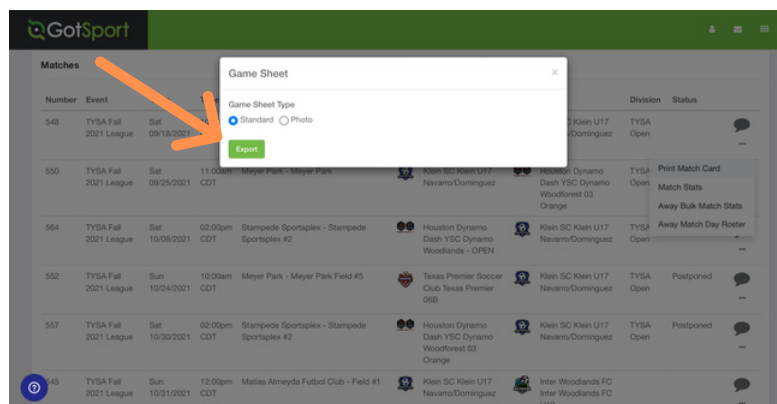 GotSport
Matches
Game Sheet
×
Number Event
Division Status
Game Sheet Type
Standard Photo
Export
548 TYSA Fall Sat Klein U17 TYSA
2021 League 09/18/2021 Open
550 TYSA Fall Sat 11:00am Meyer Park - Meyer Park Klein SC Klein U17 Houston Dynamo TYSA
2021 League 09/25/2021 CDT Navarro/Dominguez Dash YSC Dynamo Open
Woodforest 03
Orange
Print Match Card
Match Stats
Away Bulk Match Stats
Away Match Day Roster
564 TYSA Fall Sat 02:00pm Stampede Sportsplex - Stampede Houston Dynamo Klein SC Klein U17 TYSA
2021 League 10/09/2021 CDT Sportsplex #2 Dash YSC Dynamo Navarro/Dominguez Open
Woodlands - OPEN
552 TYSA Fall Sun 10:00am Meyer Park - Meyer Park Field #5 Texas Premier Soccer Klein SC Klein U17 TYSA Postponed
2021 League 10/24/2021 CDT Club Texas Premier Navarro/Dominguez Open
06B
557 TYSA Fall Sat 02:00pm Stampede Sportsplex - Stampede Houston Dynamo Klein SC Klein U17 TYSA Postponed
2021 League 10/30/2021 CDT Sportsplex #2 Dash YSC Dynamo Navarro/Dominguez Open
Woodforest 03
Orange
545 TYSA Fall Sun 12:00pm Matias Almeyda Futbol Club - Field #1 Klein SC Klein U17 Inter Woodlands FC
2021 League 10/31/2021 CDT Navarro/Dominguez Inter Woodlands FC